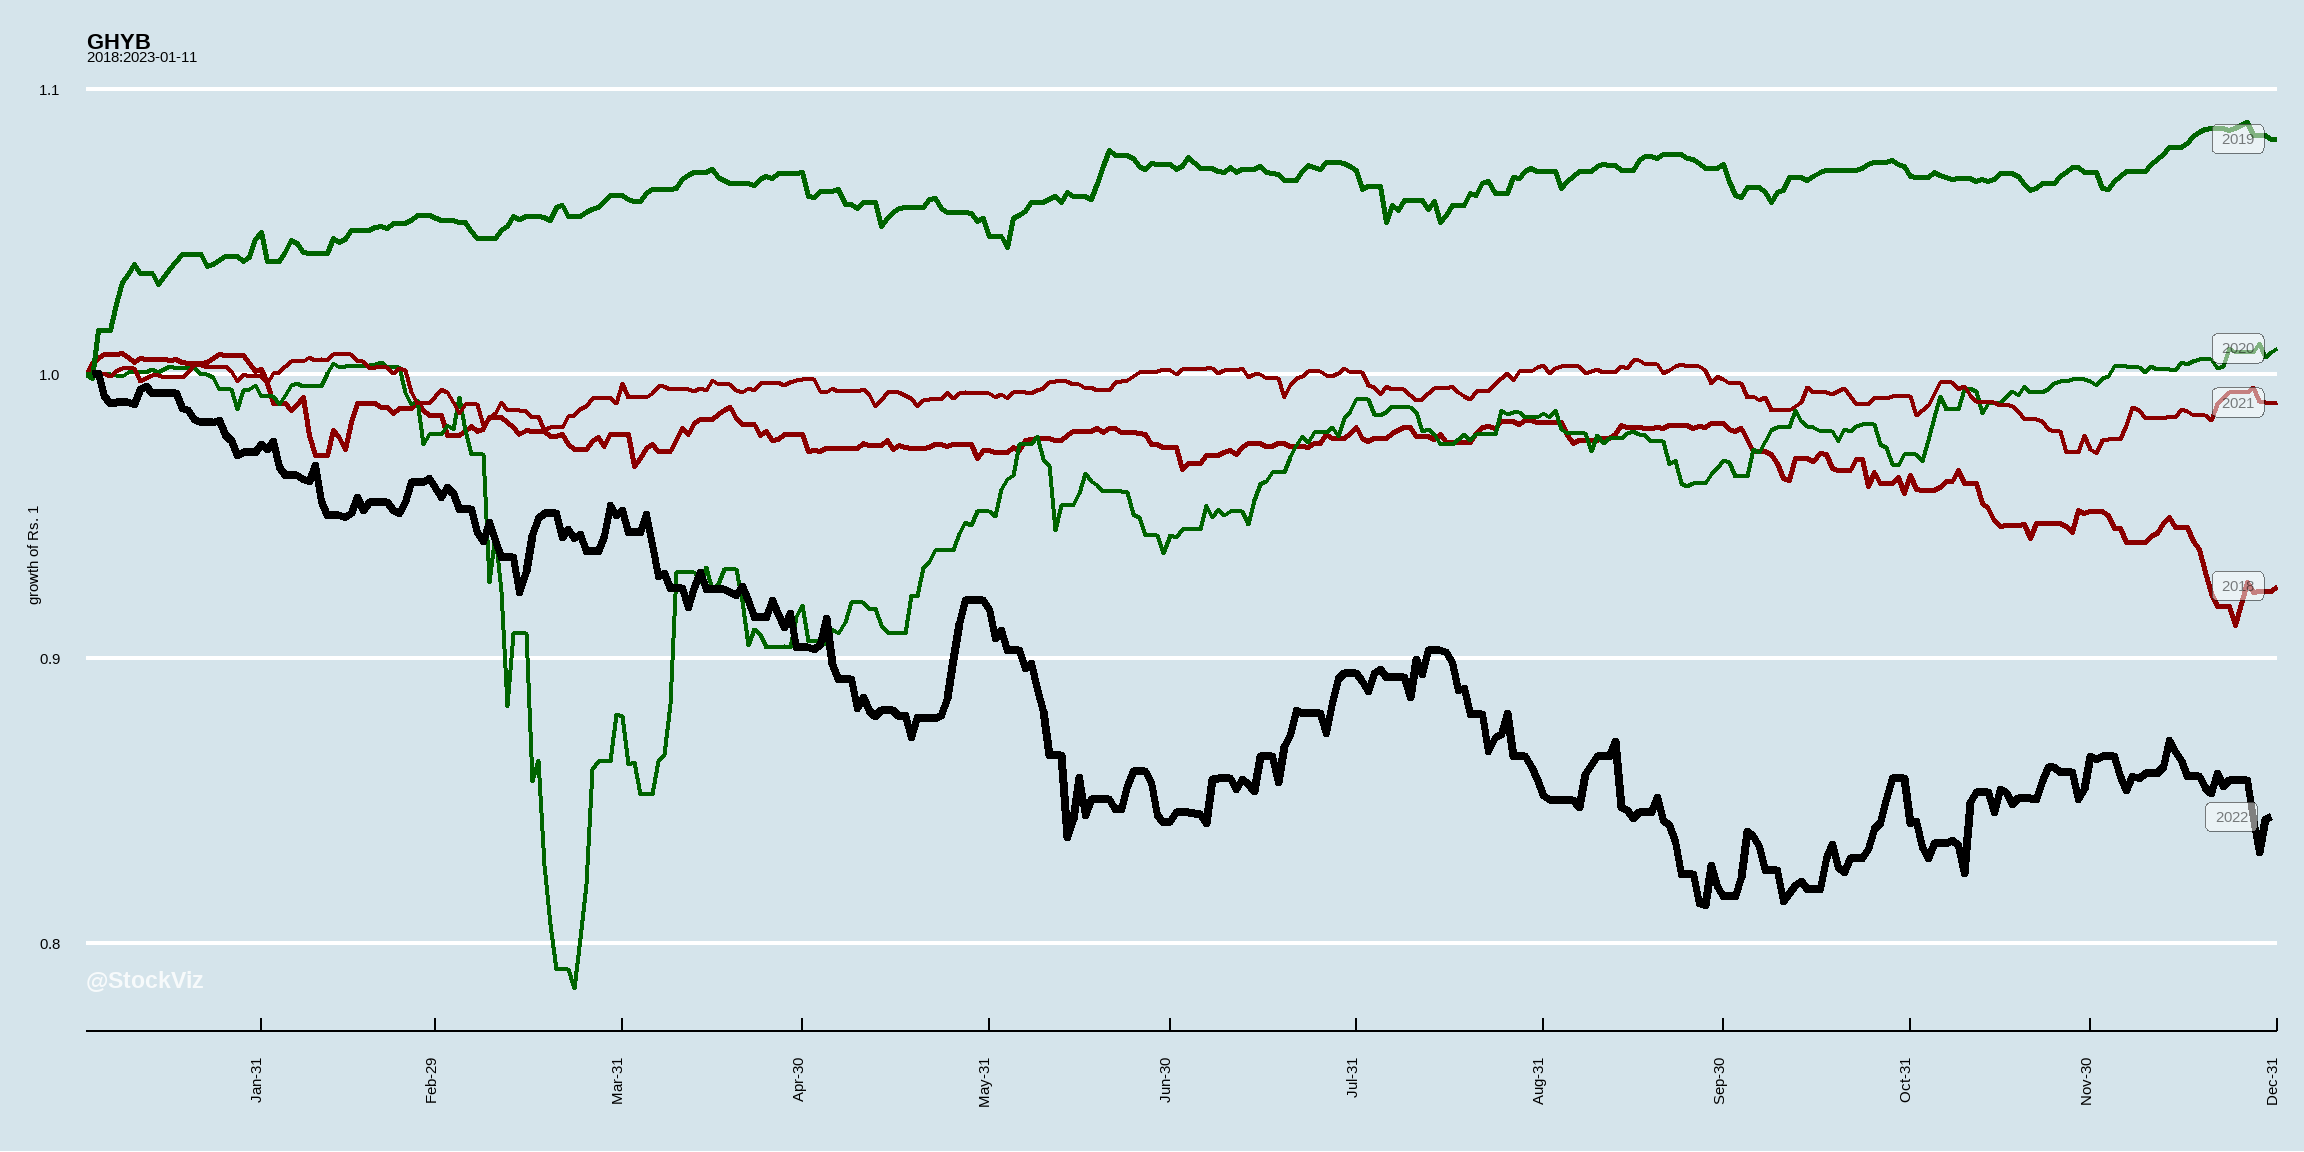 GHYB
2018:2023-01-11
1.1
1.0
0.9
0.8
growth of Rs. 1
2019
2020
2021
2018
2022
@StockViz
Jan-31
Feb-29
Mar-31
Apr-30
May-31
Jun-30
Jul-31
Aug-31
Sep-30
Oct-31
Nov-30
Dec-31